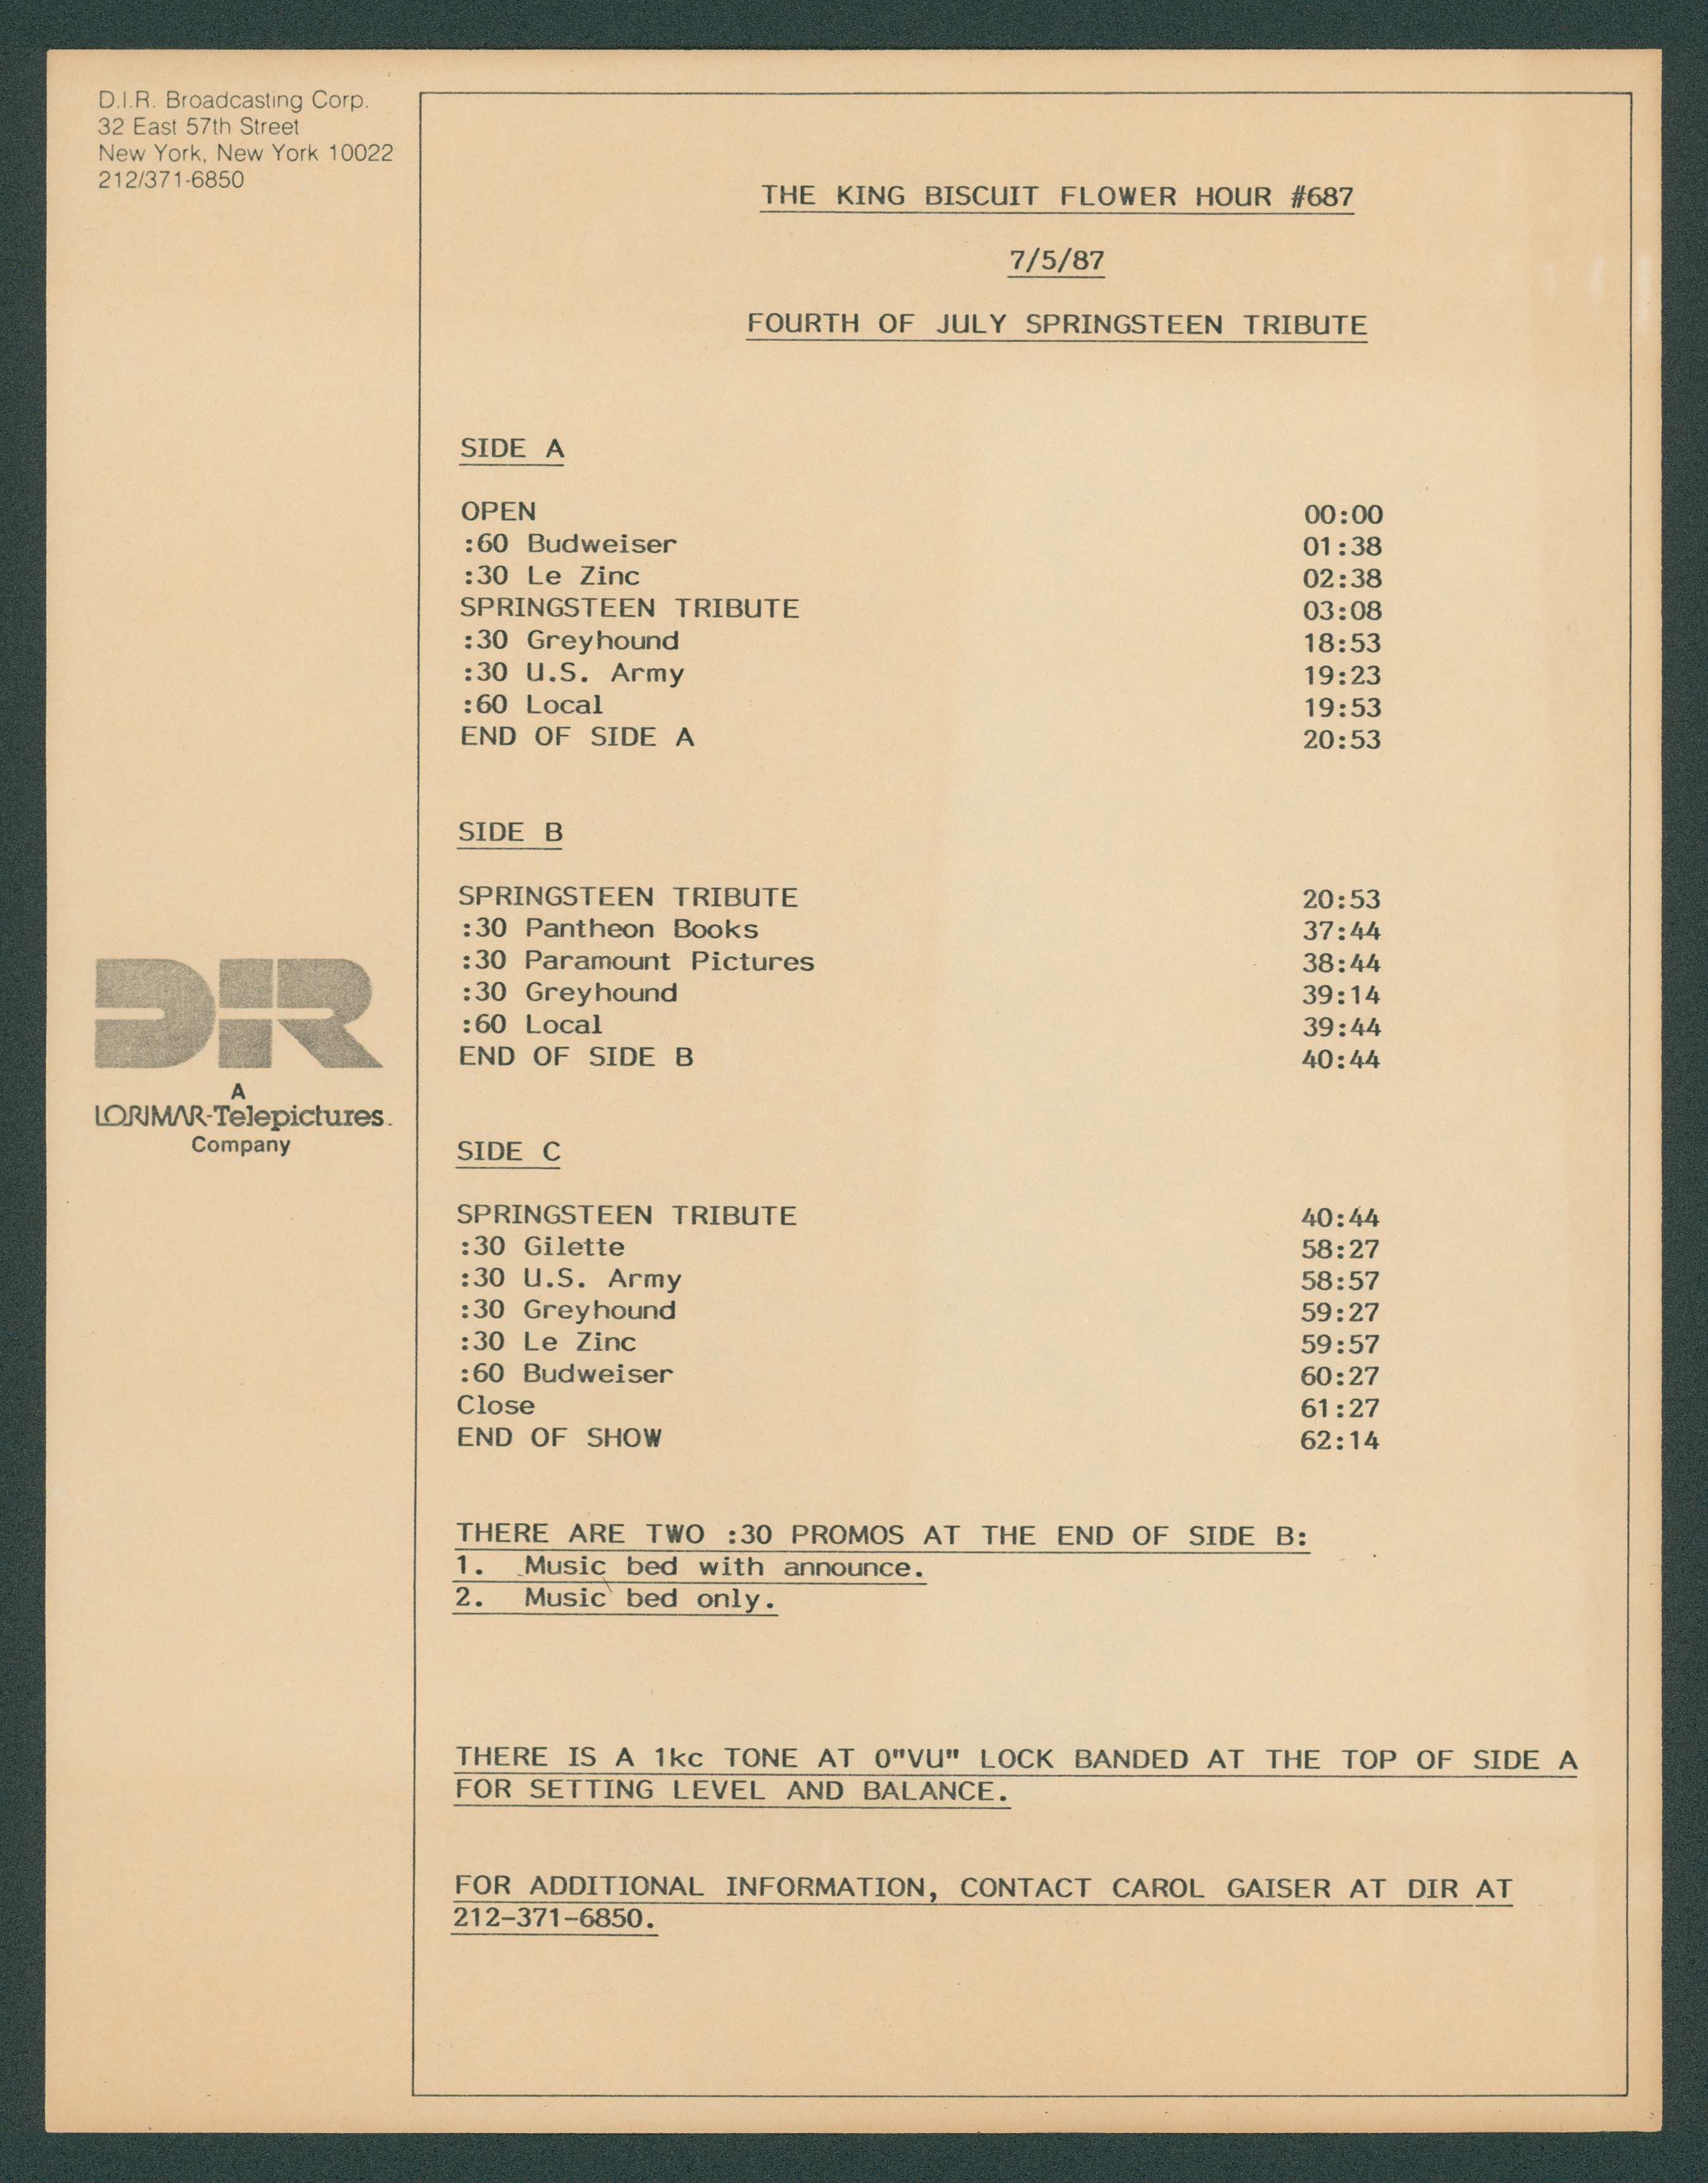 D.I.R. Broadcasting Corp.
32 East 57th Street
New York, New York 10022
212/371-6850
THE KING BISCUIT FLOWER HOUR #687
7/5/87
FOURTH OF JULY SPRINGSTEEN TRIBUTE
SIDE A
OPEN 00:00
:60 Budweiser 01:38
:30 Le Zinc 02:38
SPRINGSTEEN TRIBUTE 03:08
:30 Greyhound 18:53
:30 U.S. Army 19:23
:60 Local 19:53
END OF SIDE A 20:53
SIDE B
SPRINGSTEEN TRIBUTE 20:53
:30 Pantheon Books 37:44
:30 Paramount Pictures 38:44
:30 Greyhound 39:14
:60 Local 39:44
END OF SIDE B 40:44
DIR
A
LORIMAR-Telepictures
Company
SIDE C
SPRINGSTEEN TRIBUTE 40:44
:30 Gilette 58:27
:30 U.S. Army 58:57
:30 Greyhound 59:27
:30 Le Zinc 59:57
:60 Budweiser 60:27
Close 61:27
END OF SHOW 62:14
THERE ARE TWO :30 PROMOS AT THE END OF SIDE B:
1. Music bed with announce.
2. Music bed only.
THERE IS A 1kc TONE AT 0"VU" LOCK BANDED AT THE TOP OF SIDE A
FOR SETTING LEVEL AND BALANCE.
FOR ADDITIONAL INFORMATION, CONTACT CAROL GAISER AT DIR AT
212-371-6850.